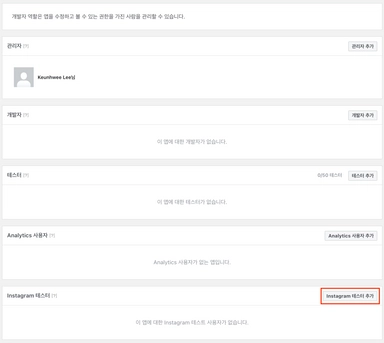 개발자 역할은 앱을 수정하고 볼 수 있는 권한을 가진 사람을 관리할 수 있습니다.
관리자 [?]
관리자 추가
Keunhwee Lee님
개발자 [?]
개발자 추가
이 앱에 대한 개발자가 없습니다.
테스터 [?]
0/50 테스터
테스터 추가
이 앱에 대한 테스터가 없습니다.
Analytics 사용자 [?]
Analytics 사용자 추가
Analytics 사용자가 없는 앱입니다.
Instagram 테스터 [?]
Instagram 테스터 추가
이 앱에 대한 Instagram 테스트 사용자가 없습니다.